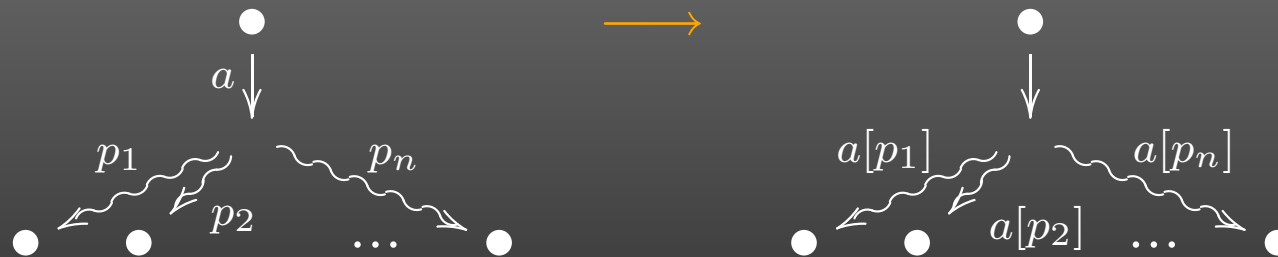 a
p₁ pₙ a[p₁] a[pₙ]
p₂ ... a[p₂] ...